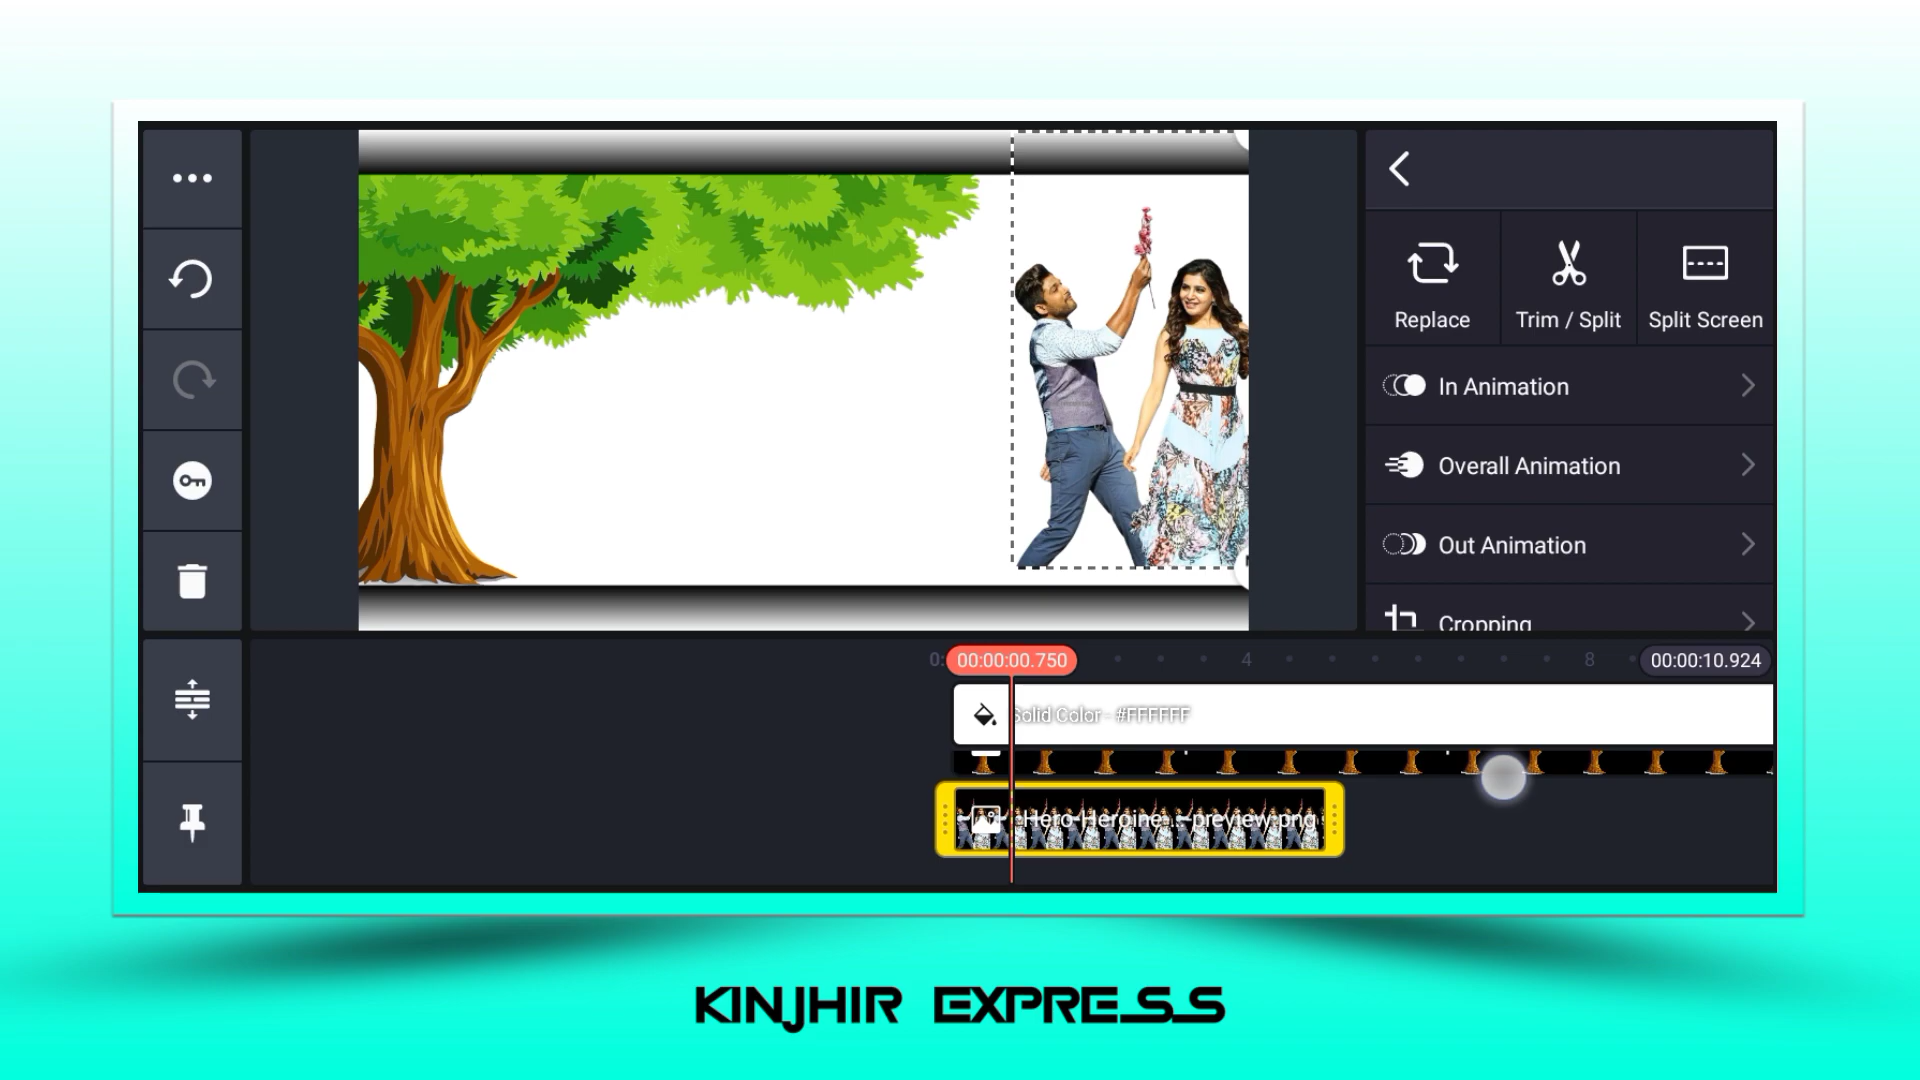 Replace
Trim / Split
Split Screen
In Animation
Overall Animation
Out Animation
Cropping
00:00:00.750
4
8
00:00:10.924
Solid Color - #FFFFFF
Hero-Heroine...-preview.png
KINJHIR EXPRESS